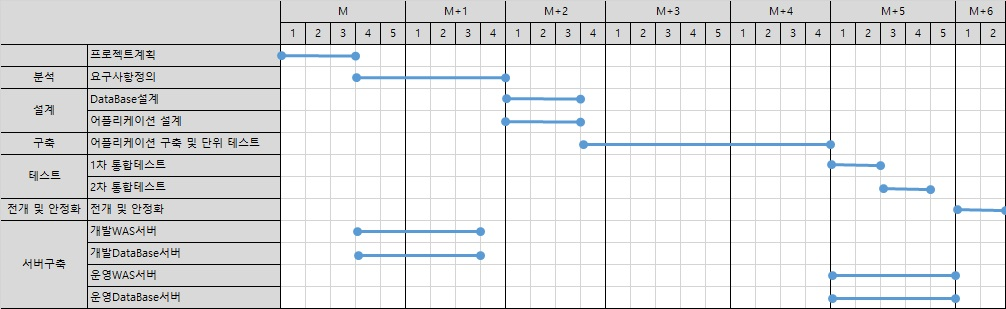 M M+1 M+2 M+3 M+4 M+5 M+6
1 2 3 4 5 1 2 3 4 1 2 3 4 1 2 3 4 5 1 2 3 4 1 2 3 4 5 1 2
프로젝트계획
분석 요구사항정의
설계
DataBase설계
어플리케이션 설계
구축 어플리케이션 구축 및 단위 테스트
테스트
1차 통합테스트
2차 통합테스트
전개 및 안정화 전개 및 안정화
서버구축
개발WAS서버
개발DataBase서버
운영WAS서버
운영DataBase서버